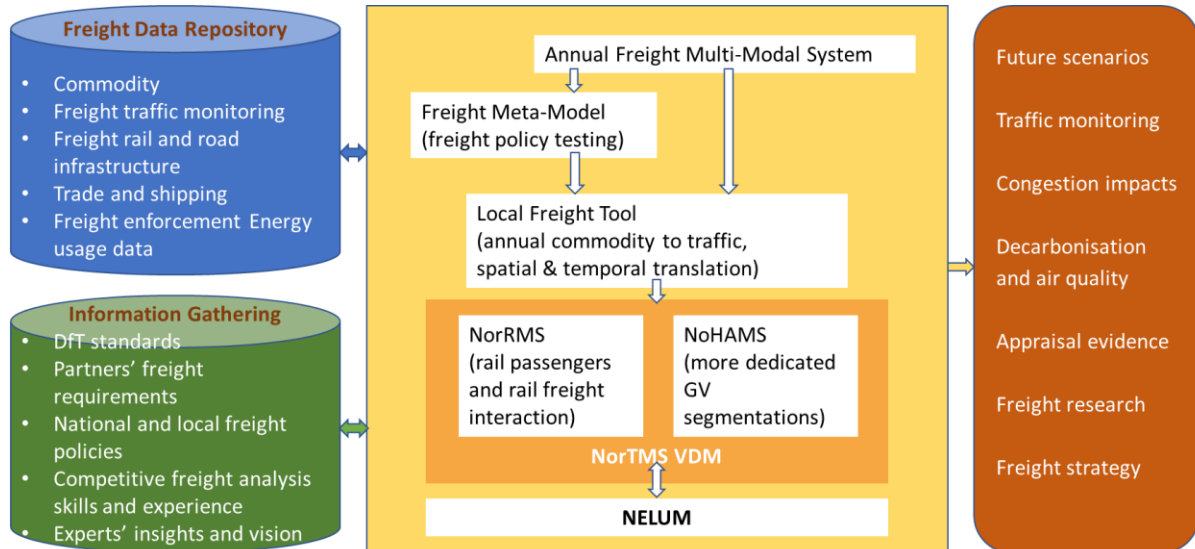 Freight Data Repository
• Commodity
• Freight traffic monitoring
• Freight rail and road
infrastructure
• Trade and shipping
• Freight enforcement Energy
usage data
Information Gathering
• DfT standards
• Partners’ freight
requirements
• National and local freight
policies
• Competitive freight analysis
skills and experience
• Experts’ insights and vision
Annual Freight Multi-Modal System
Freight Meta-Model
(freight policy testing)
Local Freight Tool
(annual commodity to traffic,
spatial & temporal translation)
NorRMS
(rail passengers
and rail freight
interaction)
NoHAMS
(more dedicated
GV
segmentations)
NorTMS VDM
NELUM
Future scenarios
Traffic monitoring
Congestion impacts
Decarbonisation
and air quality
Appraisal evidence
Freight research
Freight strategy